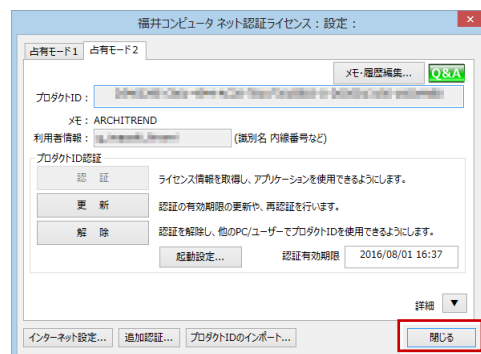 福井コンピュータ ネット認証ライセンス：設定：
占有モード1 占有モード2
メモ・履歴編集... Q&A
プロダクトID：
メモ： ARCHITREND
利用者情報： (識別名 内線番号など)
プロダクトID認証
認 証 ライセンス情報を取得し、アプリケーションを使用できるようにします。
更 新 認証の有効期限の更新や、再認証を行います。
解 除 認証を解除し、他のPC/ユーザーでプロダクトIDを使用できるようにします。
起動設定... 認証有効期限 2016/08/01 16:37
詳細 ▼
インターネット設定... 追加認証... プロダクトIDのインポート... 閉じる